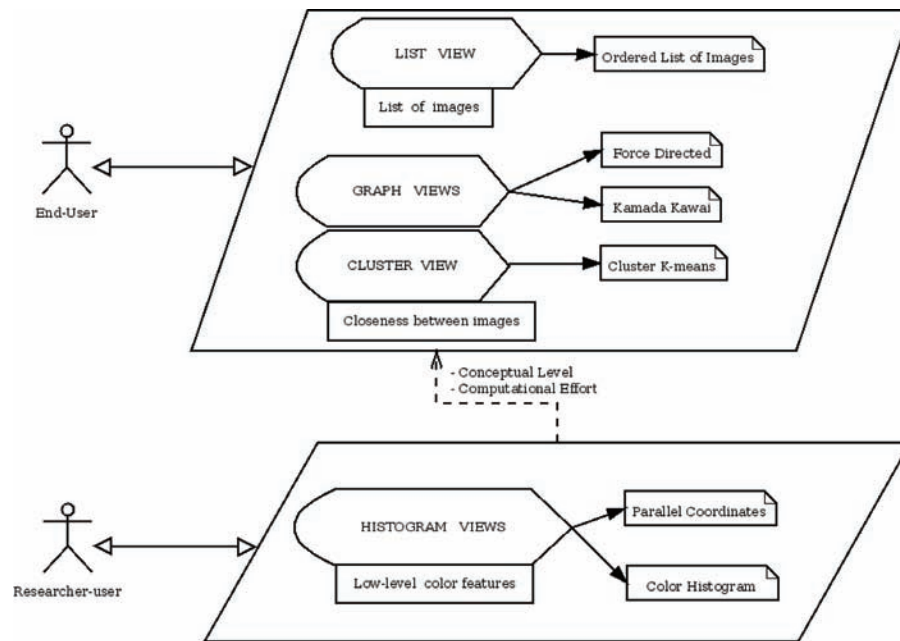 LIST VIEW
Ordered List of Images
List of images
Force Directed
GRAPH VIEWS
Kamada Kawai
End-User
CLUSTER VIEW
Cluster K-means
Closeness between images
- Conceptual Level
- Computational Effort
Parallel Coordinates
HISTOGRAM VIEWS
Low-level color features
Color Histogram
Researcher-user